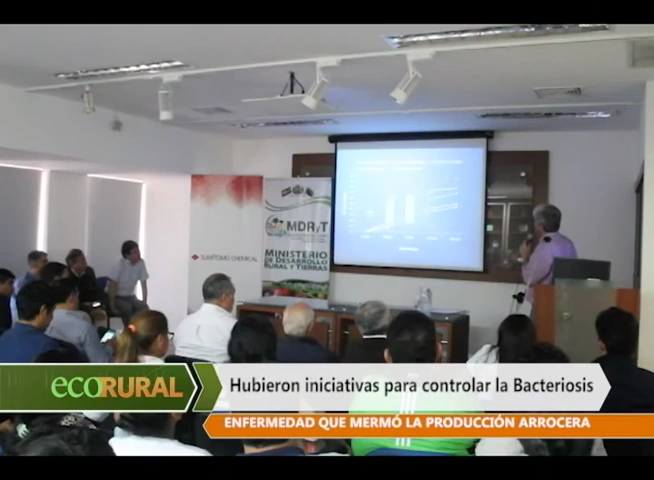 SUMITOMO CHEMICAL
MDRyT
MINISTERIO
DE DESARROLLO
RURAL Y TIERRAS
ecoRURAL
Hubieron iniciativas para controlar la Bacteriosis
ENFERMEDAD QUE MERMÓ LA PRODUCCIÓN ARROCERA